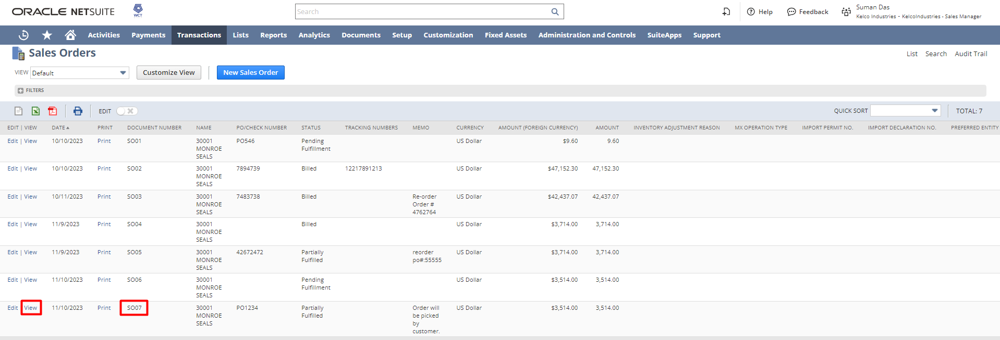 ORACLE NETSUITE
WCT
Search
Help
Feedback
Suman Das
Kelco Industries - KelcoIndustries - Sales Manager
Activities Payments Transactions Lists Reports Analytics Documents Setup Customization Fixed Assets Administration and Controls SuiteApps Support
Sales Orders
List Search Audit Trail
VIEW Default Customize View New Sales Order
FILTERS
EDIT QUICK SORT TOTAL: 7
EDIT | VIEW DATE PRINT DOCUMENT NUMBER NAME PO/CHECK NUMBER STATUS TRACKING NUMBERS MEMO CURRENCY AMOUNT (FOREIGN CURRENCY) AMOUNT INVENTORY ADJUSTMENT REASON MX OPERATION TYPE IMPORT PERMIT NO. IMPORT DECLARATION NO. PREFERRED ENTITY
Edit | View 10/10/2023 Print SO01 30001 PO546 Pending US Dollar $9.60 9.60
MONROE Fulfillment
SEALS
Edit | View 10/10/2023 Print SO02 30001 7894739 Billed 12217891213 US Dollar $47,152.30 47,152.30
MONROE
SEALS
Edit | View 10/11/2023 Print SO03 30001 7483738 Billed Re-order US Dollar $42,437.07 42,437.07
MONROE Order #
SEALS 4762764
Edit | View 11/9/2023 Print SO04 30001 Billed US Dollar $3,714.00 3,714.00
MONROE
SEALS
Edit | View 11/9/2023 Print SO05 30001 42672472 Partially reorder US Dollar $3,714.00 3,714.00
MONROE Fulfilled po#:55555
SEALS
Edit | View 11/10/2023 Print SO06 30001 Pending US Dollar $3,514.00 3,514.00
MONROE Fulfillment
SEALS
Edit View 11/10/2023 Print SO07 30001 PO1234 Partially Order will US Dollar $3,514.00 3,514.00
MONROE Fulfilled be picked
SEALS by
customer.